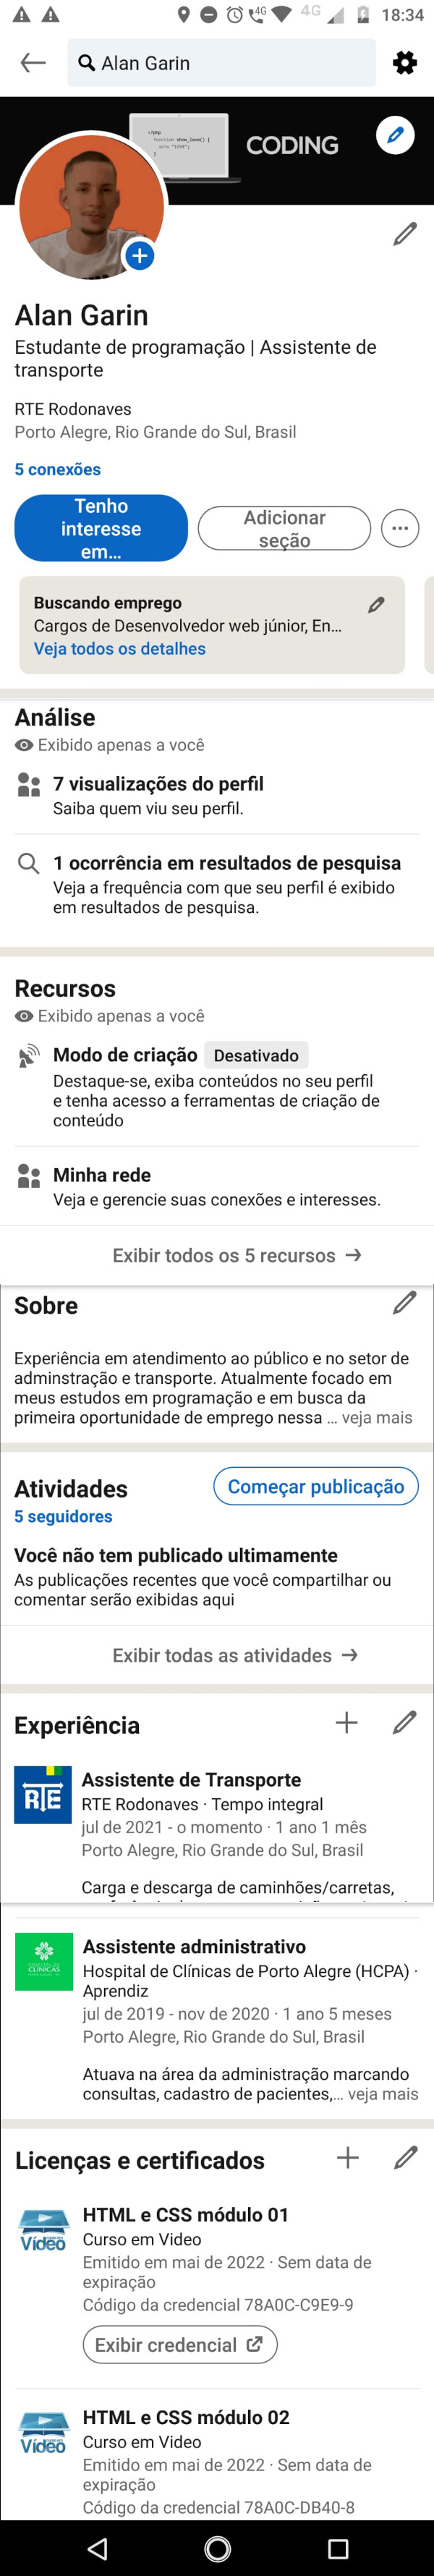 4G 4G 18:34
Alan Garin
<?php
function show_love() {
echo "LOVE";
}
CODING
Alan Garin
Estudante de programação | Assistente de
transporte
RTE Rodonaves
Porto Alegre, Rio Grande do Sul, Brasil
5 conexões
Tenho
interesse
em...
Adicionar
seção
Buscando emprego
Cargos de Desenvolvedor web júnior, En...
Veja todos os detalhes
Análise
Exibido apenas a você
7 visualizações do perfil
Saiba quem viu seu perfil.
1 ocorrência em resultados de pesquisa
Veja a frequência com que seu perfil é exibido
em resultados de pesquisa.
Recursos
Exibido apenas a você
Modo de criação Desativado
Destaque-se, exiba conteúdos no seu perfil
e tenha acesso a ferramentas de criação de
conteúdo
Minha rede
Veja e gerencie suas conexões e interesses.
Exibir todos os 5 recursos →
Sobre
Experiência em atendimento ao público e no setor de
adminstração e transporte. Atualmente focado em
meus estudos em programação e em busca da
primeira oportunidade de emprego nessa ... veja mais
Atividades
Começar publicação
5 seguidores
Você não tem publicado ultimamente
As publicações recentes que você compartilhar ou
comentar serão exibidas aqui
Exibir todas as atividades →
Experiência
RTE
Assistente de Transporte
RTE Rodonaves · Tempo integral
jul de 2021 - o momento · 1 ano 1 mês
Porto Alegre, Rio Grande do Sul, Brasil
Carga e descarga de caminhões/carretas,
CLÍNICAS
Assistente administrativo
Hospital de Clínicas de Porto Alegre (HCPA) ·
Aprendiz
jul de 2019 - nov de 2020 · 1 ano 5 meses
Porto Alegre, Rio Grande do Sul, Brasil
Atuava na área da administração marcando
consultas, cadastro de pacientes,... veja mais
Licenças e certificados
Vídeo
HTML e CSS módulo 01
Curso em Video
Emitido em mai de 2022 · Sem data de
expiração
Código da credencial 78A0C-C9E9-9
Exibir credencial
Vídeo
HTML e CSS módulo 02
Curso em Video
Emitido em mai de 2022 · Sem data de
expiração
Código da credencial 78A0C-DB40-8